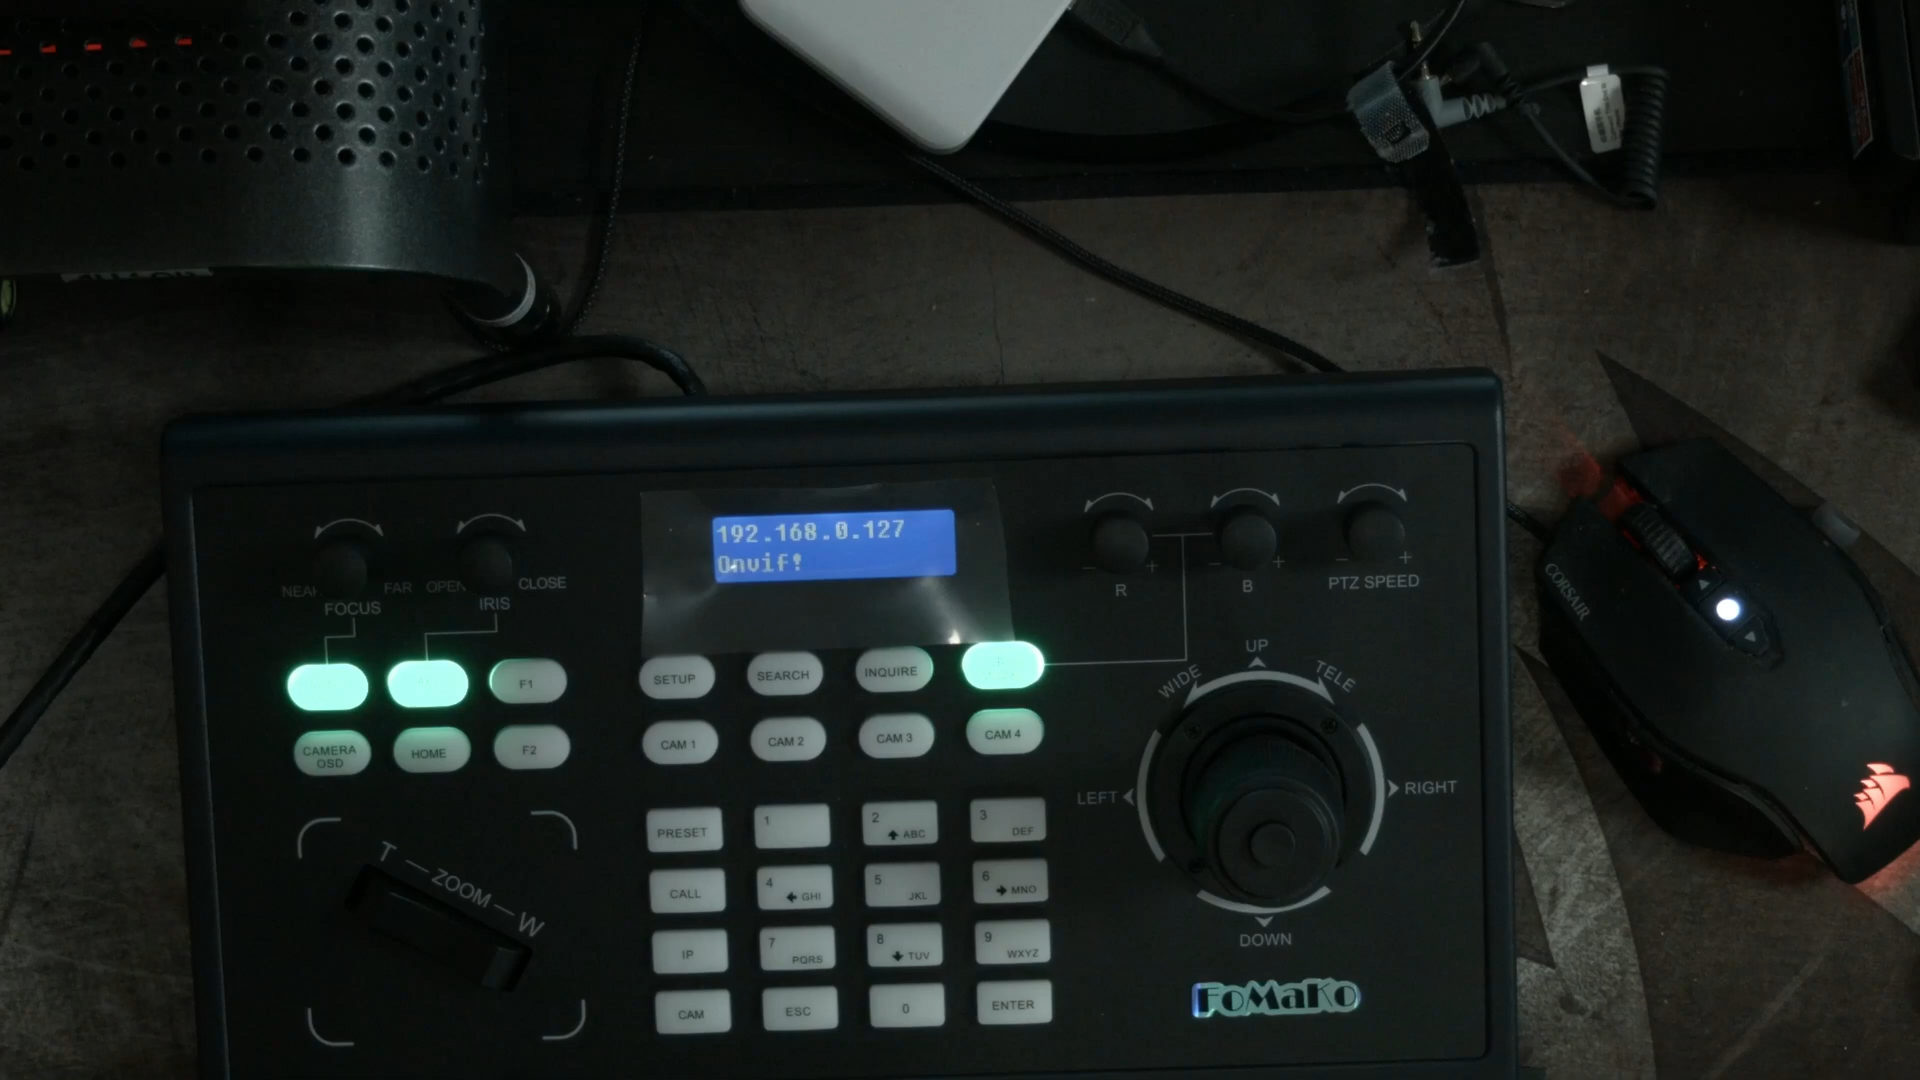 192.168.0.127
Onvif!
NEAR FAR
FOCUS
OPEN CLOSE
IRIS
- R +
- B +
- PTZ SPEED +
F1
SETUP
SEARCH
INQUIRE
CAMERA
OSD
HOME
F2
CAM 1
CAM 2
CAM 3
CAM 4
UP
WIDE
TELE
LEFT
RIGHT
DOWN
T — ZOOM — W
PRESET
1
2 ABC
3 DEF
CALL
4 GHI
5 JKL
6 MNO
IP
7 PQRS
8 TUV
9 WXYZ
CAM
ESC
0
ENTER
FoMaKo
CORSAIR